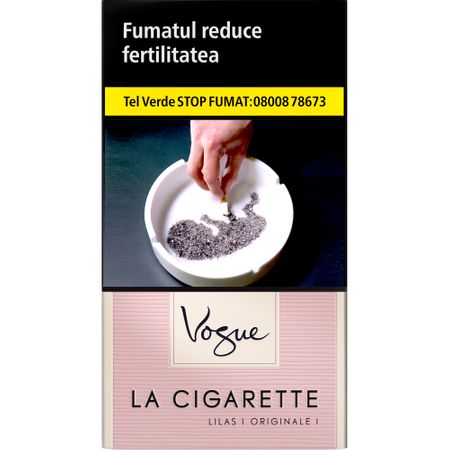 Fumatul reduce
fertilitatea
Tel Verde STOP FUMAT:08008 78673
Vogue
LA CIGARETTE
LILAS | ORIGINALE |